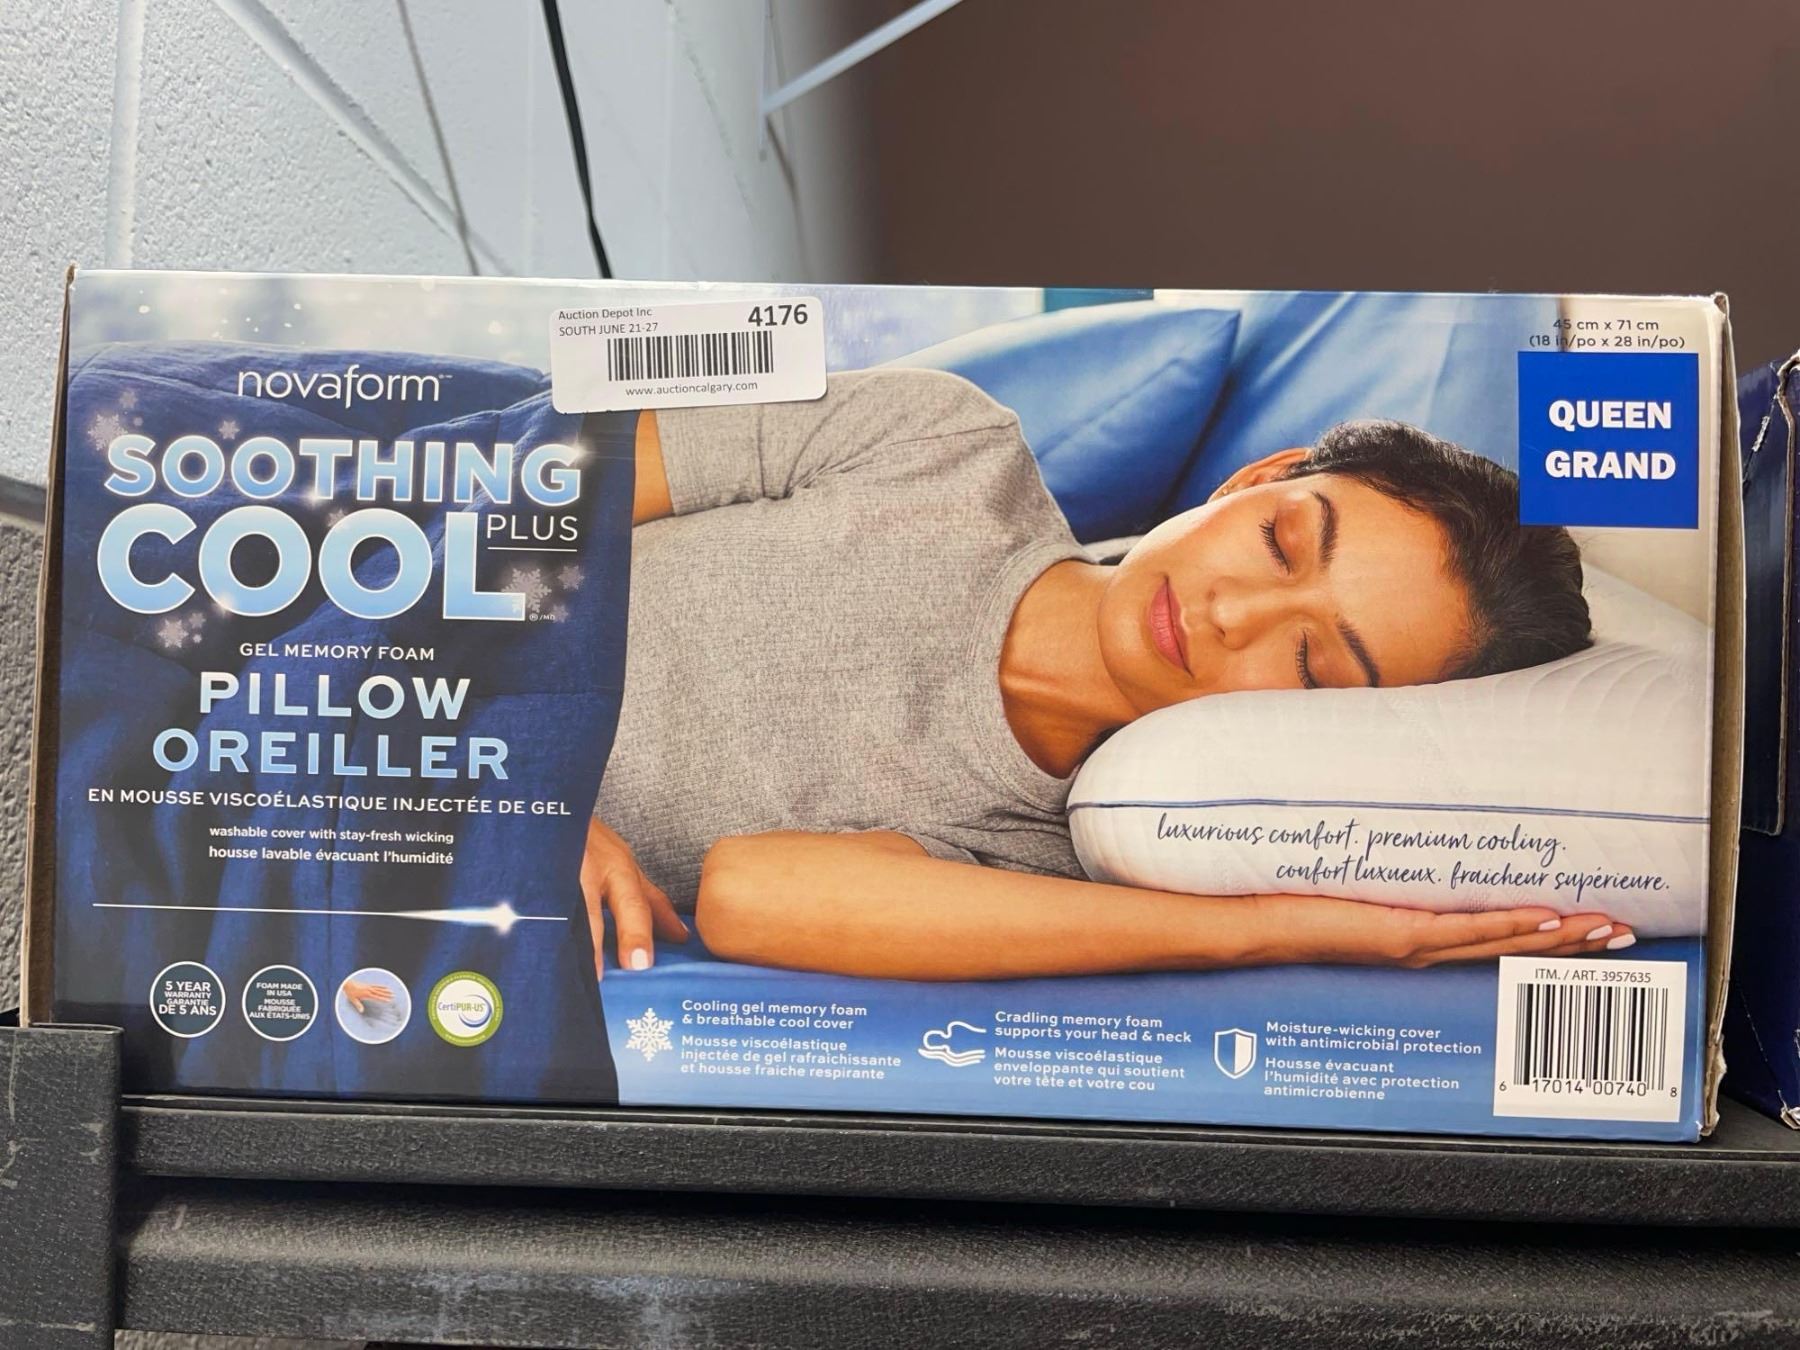 Auction Depot Inc
4176
SOUTH JUNE 21-27
www.auctioncalgary.com
45 cm x 71 cm
(18 in/po x 28 in/po)
QUEEN
GRAND
novaform™
SOOTHING
COOL PLUS
®/MD
GEL MEMORY FOAM
PILLOW
OREILLER
EN MOUSSE VISCOÉLASTIQUE INJECTÉE DE GEL
washable cover with stay-fresh wicking
housse lavable évacuant l'humidité
luxurious comfort. premium cooling.
confort luxueux. fraicheur supérieure.
5 YEAR
WARRANTY
GARANTIE
DE 5 ANS
FOAM MADE
IN USA
MOUSSE
FABRIQUÉE
AUX ÉTATS-UNIS
CertiPUR-US
Cooling gel memory foam
& breathable cool cover
Mousse viscoélastique
injectée de gel rafraichissante
et housse fraiche respirante
Cradling memory foam
supports your head & neck
Mousse viscoélastique
enveloppante qui soutient
votre tête et votre cou
Moisture-wicking cover
with antimicrobial protection
Housse évacuant
l'humidité avec protection
antimicrobienne
ITM. / ART. 3957635
6 17014 00740 8